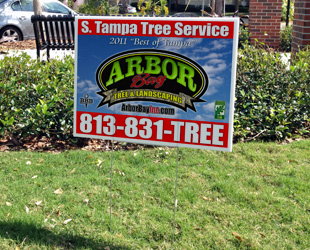 S. Tampa Tree Service
2011 "Best of Tampa"
ARBOR
Bay
TREE & LANDSCAPING
ArborBayInc.com
813-831-TREE